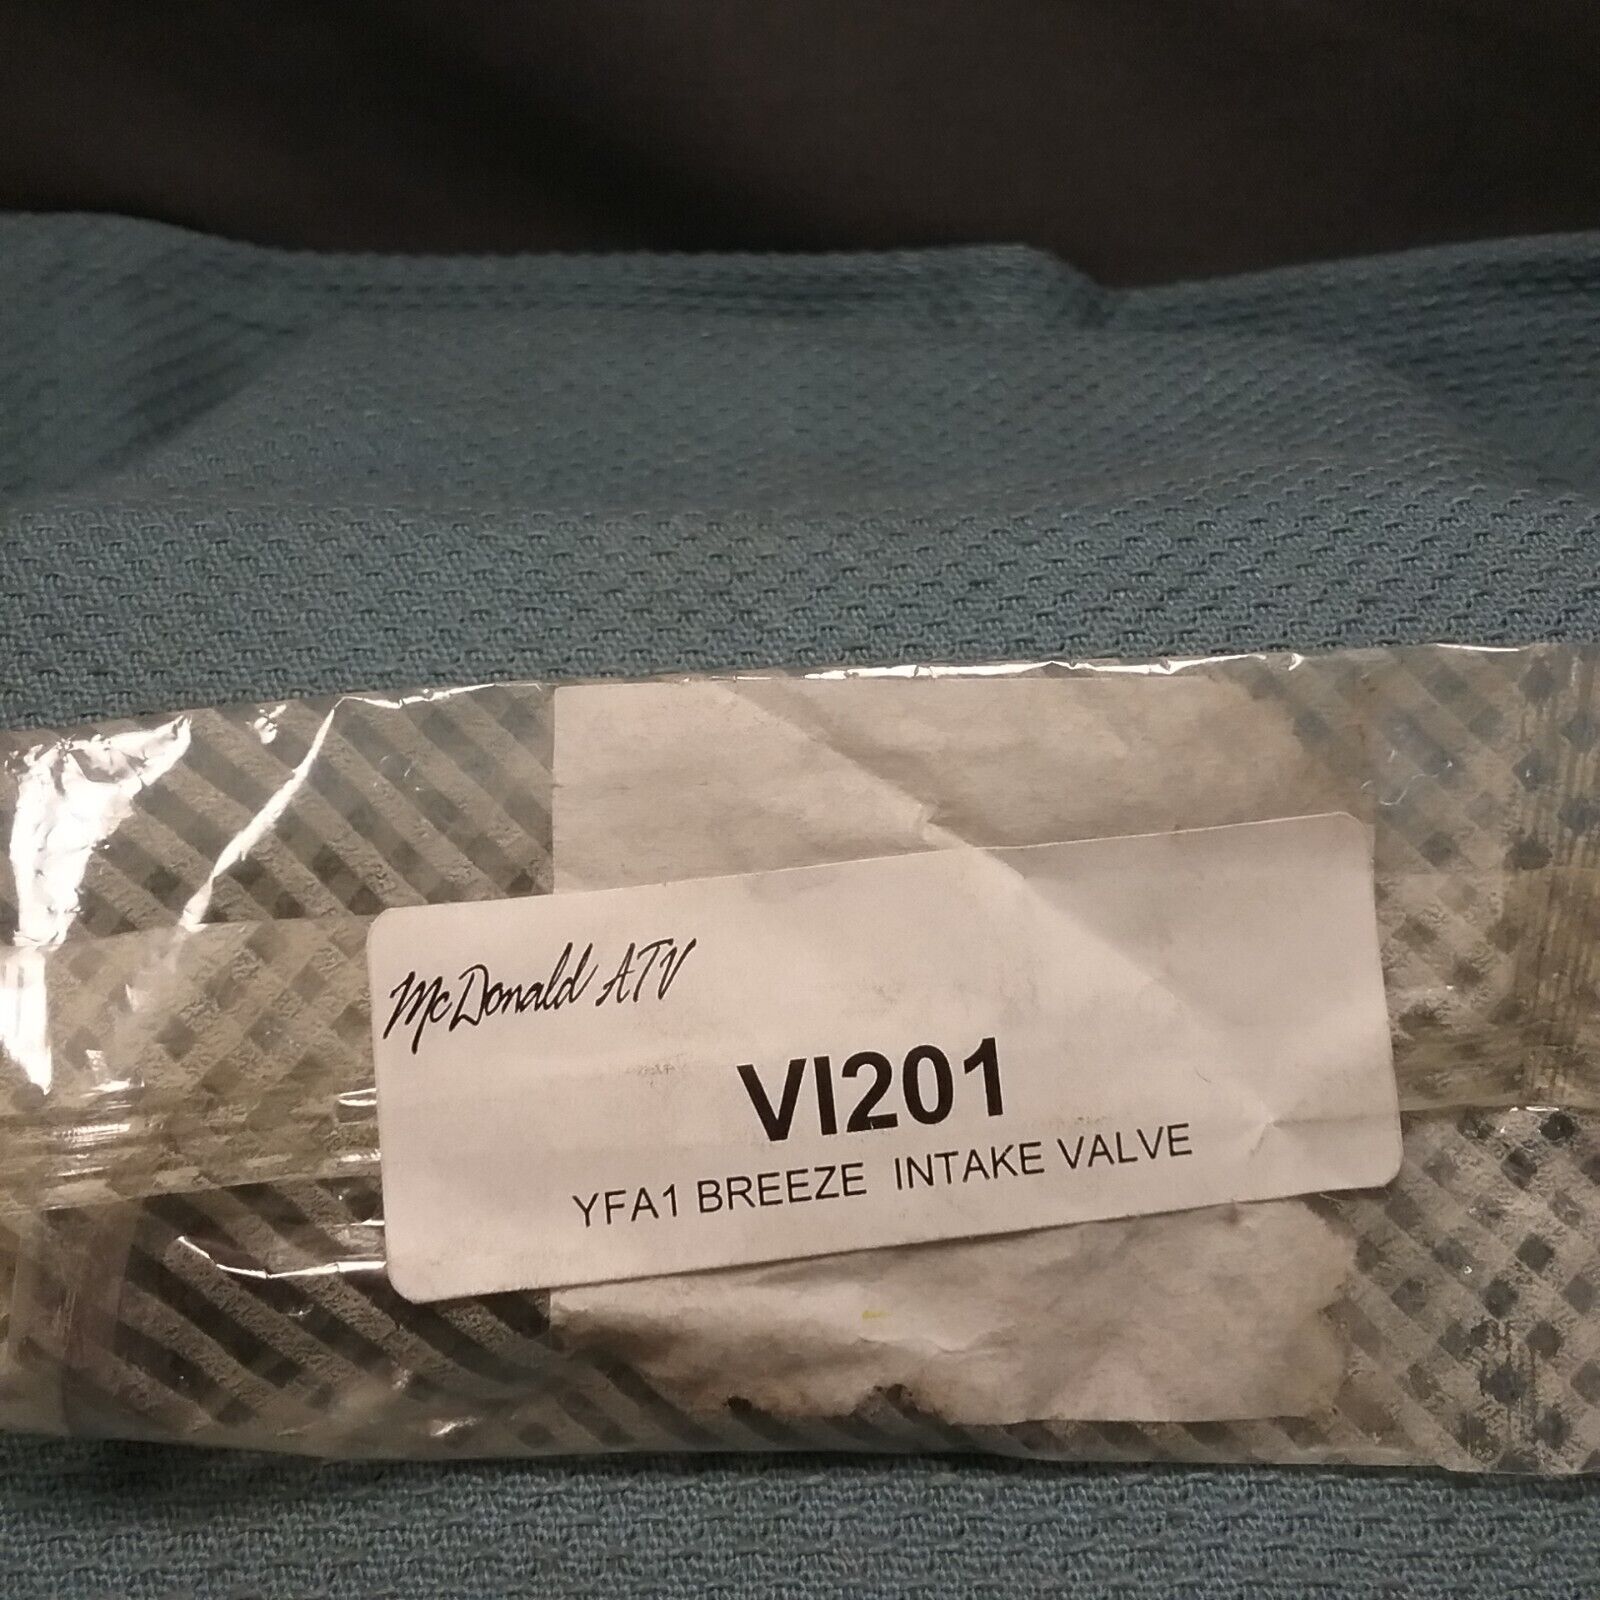 McDonald ATV
VI201
YFA1 BREEZE INTAKE VALVE